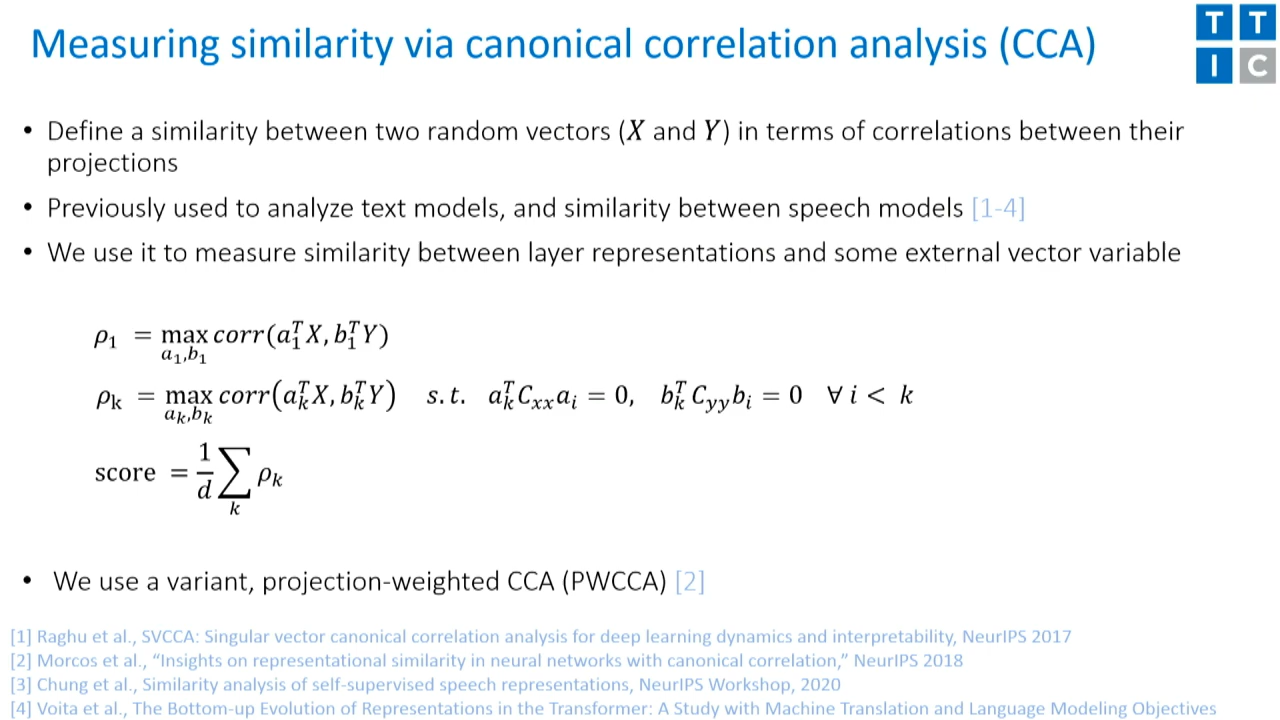 Measuring similarity via canonical correlation analysis (CCA)
T T
I C
• Define a similarity between two random vectors (X and Y) in terms of correlations between their
projections
• Previously used to analyze text models, and similarity between speech models [1-4]
• We use it to measure similarity between layer representations and some external vector variable
ρ₁ = max_{a₁,b₁} corr(a₁ᵀX, b₁ᵀY)
ρₖ = max_{aₖ,bₖ} corr(aₖᵀX, bₖᵀY) s.t. aₖᵀCₓₓaᵢ = 0, bₖᵀC_{yy}bᵢ = 0 ∀ i < k
score = 1/d ∑ₖ ρₖ
• We use a variant, projection-weighted CCA (PWCCA) [2]
[1] Raghu et al., SVCCA: Singular vector canonical correlation analysis for deep learning dynamics and interpretability, NeurIPS 2017
[2] Morcos et al., “Insights on representational similarity in neural networks with canonical correlation,” NeurIPS 2018
[3] Chung et al., Similarity analysis of self-supervised speech representations, NeurIPS Workshop, 2020
[4] Voita et al., The Bottom-up Evolution of Representations in the Transformer: A Study with Machine Translation and Language Modeling Objectives